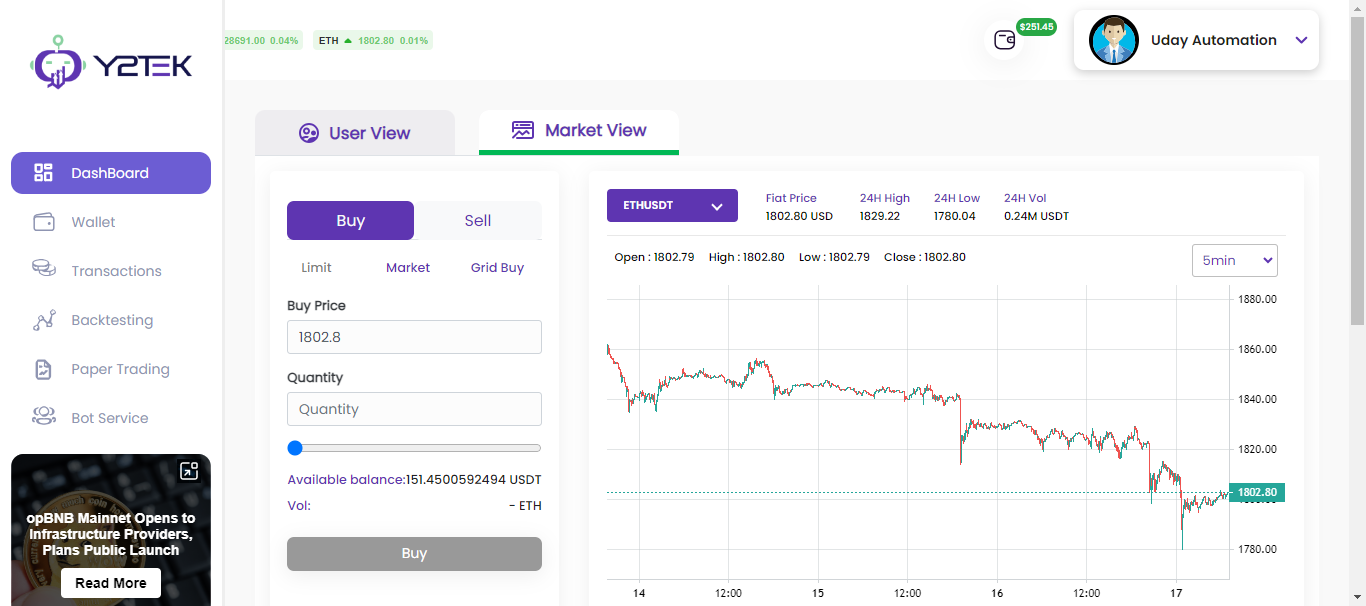 Y2TEK
28691.00 0.04%
ETH 1802.80 0.01%
$251.45
Uday Automation
DashBoard
Wallet
Transactions
Backtesting
Paper Trading
Bot Service
opBNB Mainnet Opens to
Infrastructure Providers,
Plans Public Launch
Read More
User View
Market View
Buy
Sell
Limit
Market
Grid Buy
Buy Price
1802.8
Quantity
Quantity
Available balance:151.4500592494 USDT
Vol: - ETH
Buy
ETHUSDT
Fiat Price
1802.80 USD
24H High
1829.22
24H Low
1780.04
24H Vol
0.24M USDT
Open : 1802.79 High : 1802.80 Low : 1802.79 Close : 1802.80
5min
1880.00
1860.00
1840.00
1820.00
1802.80
1780.00
14 12:00 15 12:00 16 12:00 17